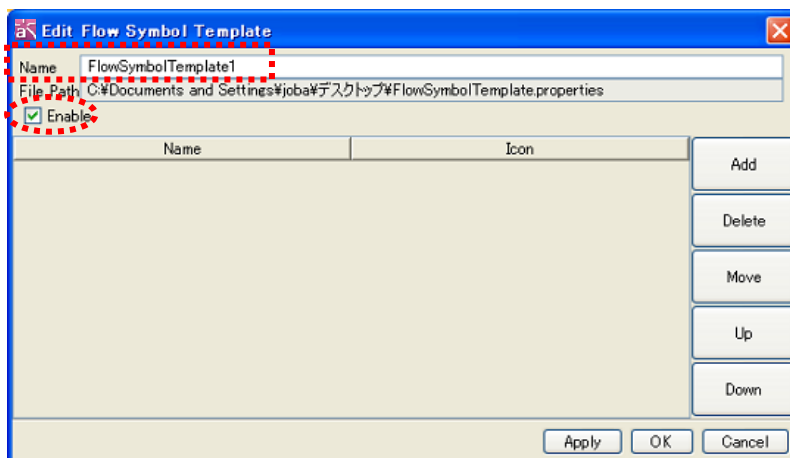 Edit Flow Symbol Template
Name FlowSymbolTemplate1
File Path C:¥Documents and Settings¥joba¥デスクトップ¥FlowSymbolTemplate.properties
Enable
Name Icon
Add
Delete
Move
Up
Down
Apply OK Cancel